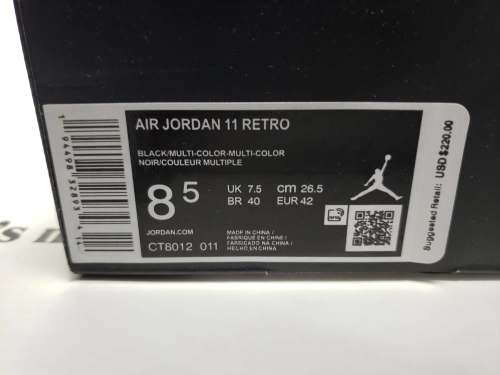 AIR JORDAN 11 RETRO
BLACK/MULTI-COLOR-MULTI-COLOR
NOIR/COULEUR MULTIPLE
8 5
UK 7.5 cm 26.5
BR 40 EUR 42
JORDAN.COM
CT8012 011
MADE IN CHINA /
FABRIQUE EN CHINE /
FABRICADO NA CHINA /
HECHO EN CHINA
Suggested Retail: USD $220.00